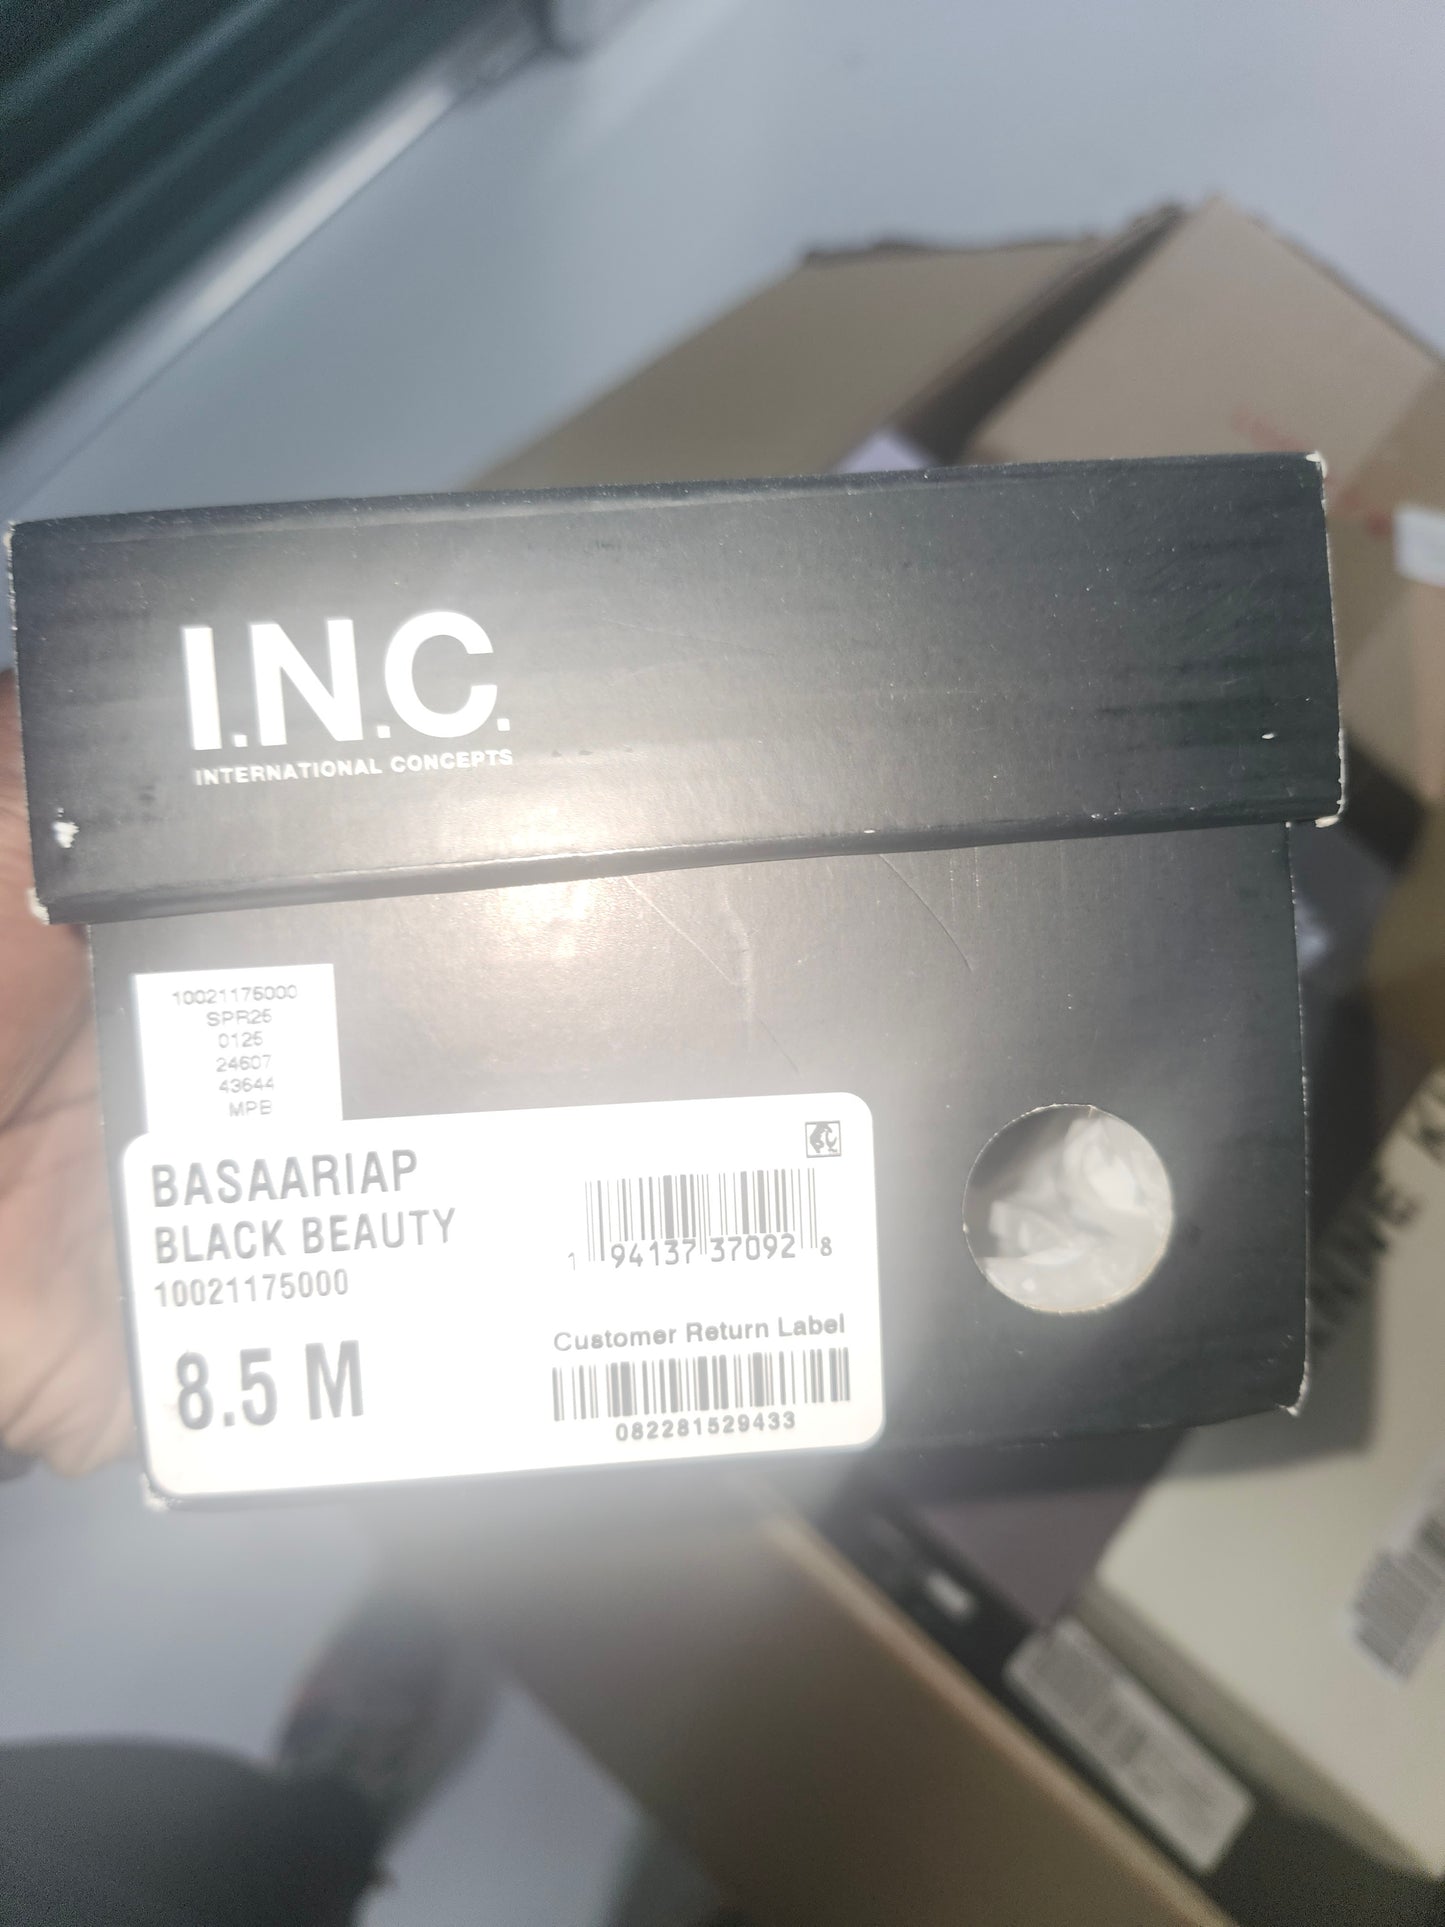 I.N.C.
INTERNATIONAL CONCEPTS
10021175000
SPR25
0125
24607
43644
MPB
BASAARIAP
BLACK BEAUTY
10021175000
8.5 M
1 94137 37092 8
Customer Return Label
082281529433